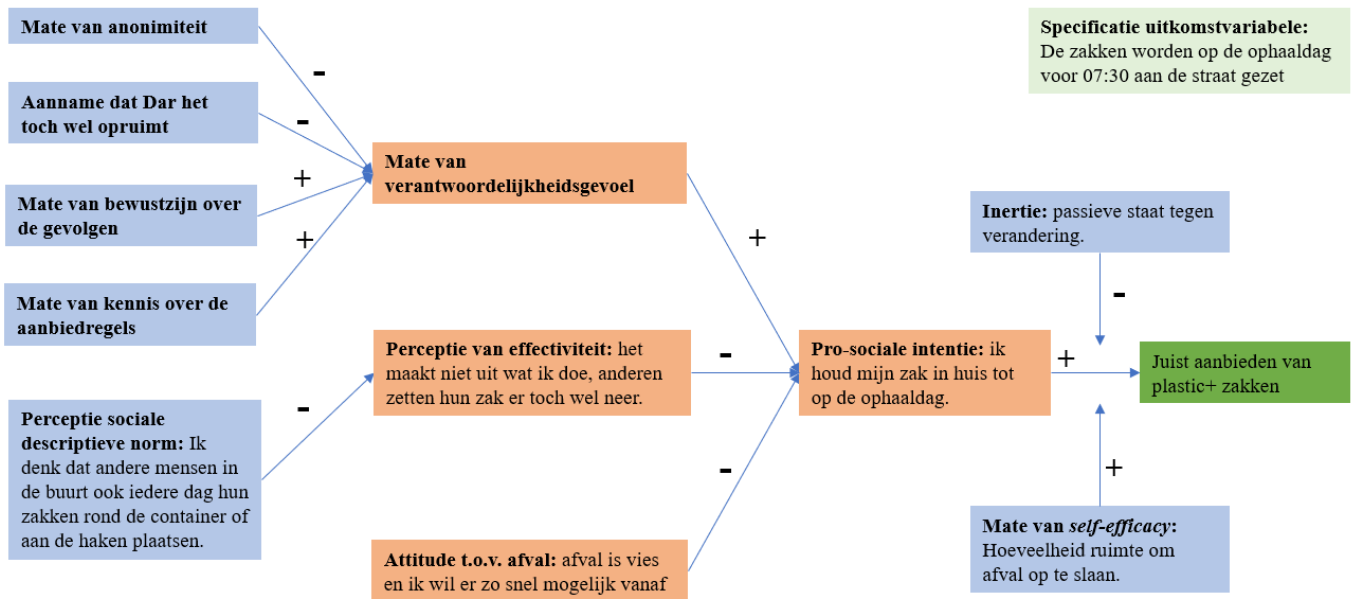 Mate van anonimiteit
Aanname dat Dar het
toch wel opruimt
Mate van bewustzijn over
de gevolgen
Mate van kennis over de
aanbiedregels
Perceptie sociale
descriptieve norm: Ik
denk dat andere mensen in
de buurt ook iedere dag hun
zakken rond de container of
aan de haken plaatsen.
-
-
+
+
-
Mate van
verantwoordelijkheidsgevoel
Perceptie van effectiviteit: het
maakt niet uit wat ik doe, anderen
zetten hun zak er toch wel neer.
Attitude t.o.v. afval: afval is vies
en ik wil er zo snel mogelijk vanaf
+
-
-
Pro-sociale intentie: ik
houd mijn zak in huis tot
op de ophaaldag.
Specificatie uitkomstvariabele:
De zakken worden op de ophaaldag
voor 07:30 aan de straat gezet
Inertie: passieve staat tegen
verandering.
-
+
Juist aanbieden van
plastic+ zakken
+
Mate van self-efficacy:
Hoeveelheid ruimte om
afval op te slaan.